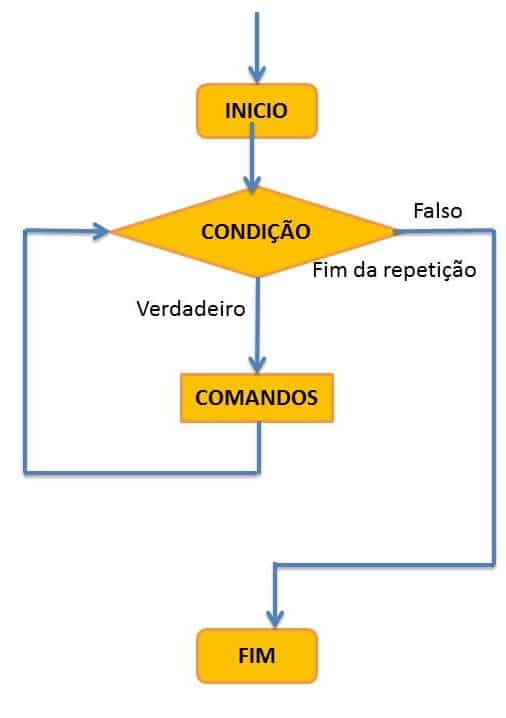 INICIO
CONDIÇÃO
Falso
Fim da repetição
Verdadeiro
COMANDOS
FIM